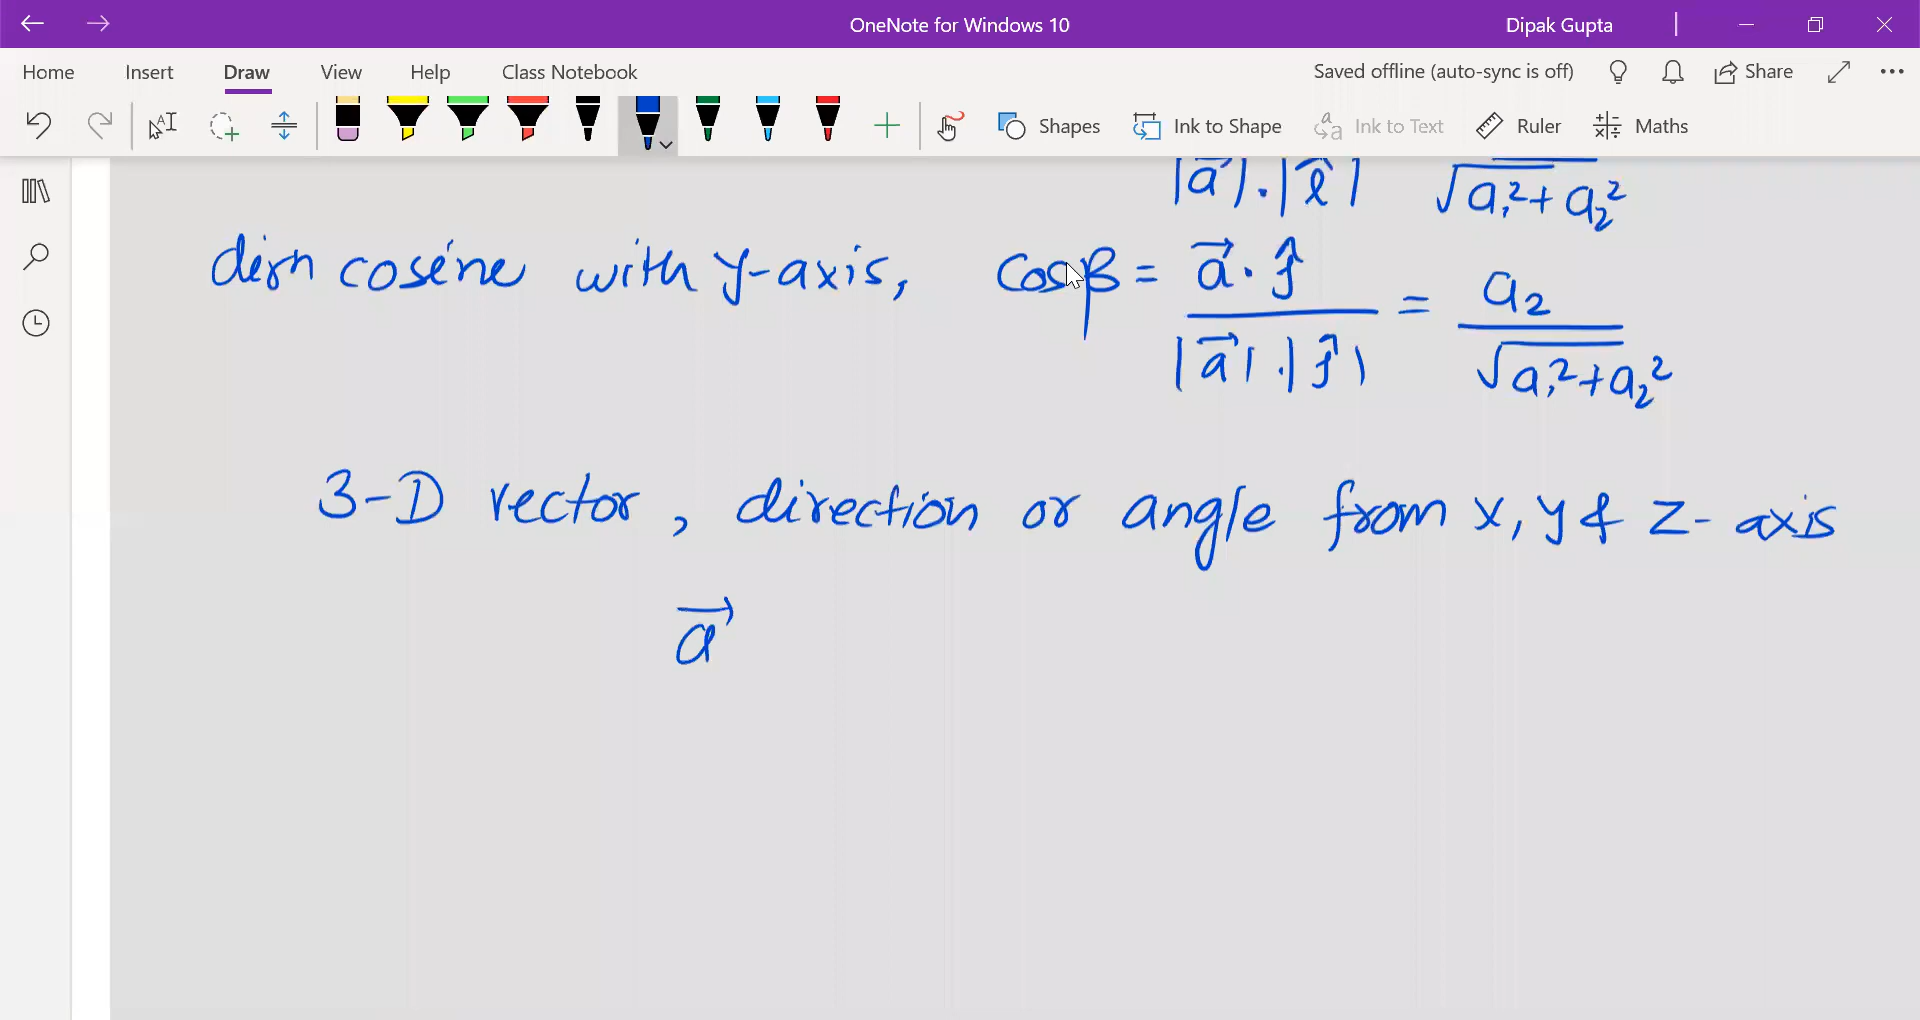 OneNote for Windows 10
Dipak Gupta
Home Insert Draw View Help Class Notebook
Saved offline (auto-sync is off) Share
Shapes Ink to Shape Ink to Text Ruler Maths
|a⃗|.|î| √a₁²+a₂²
dirn cosine with y-axis, cosβ = a⃗.ĵ / |a⃗|.|ĵ| = a₂ / √a₁²+a₂²
3-D vector, direction or angle from x, y & z-axis
a⃗